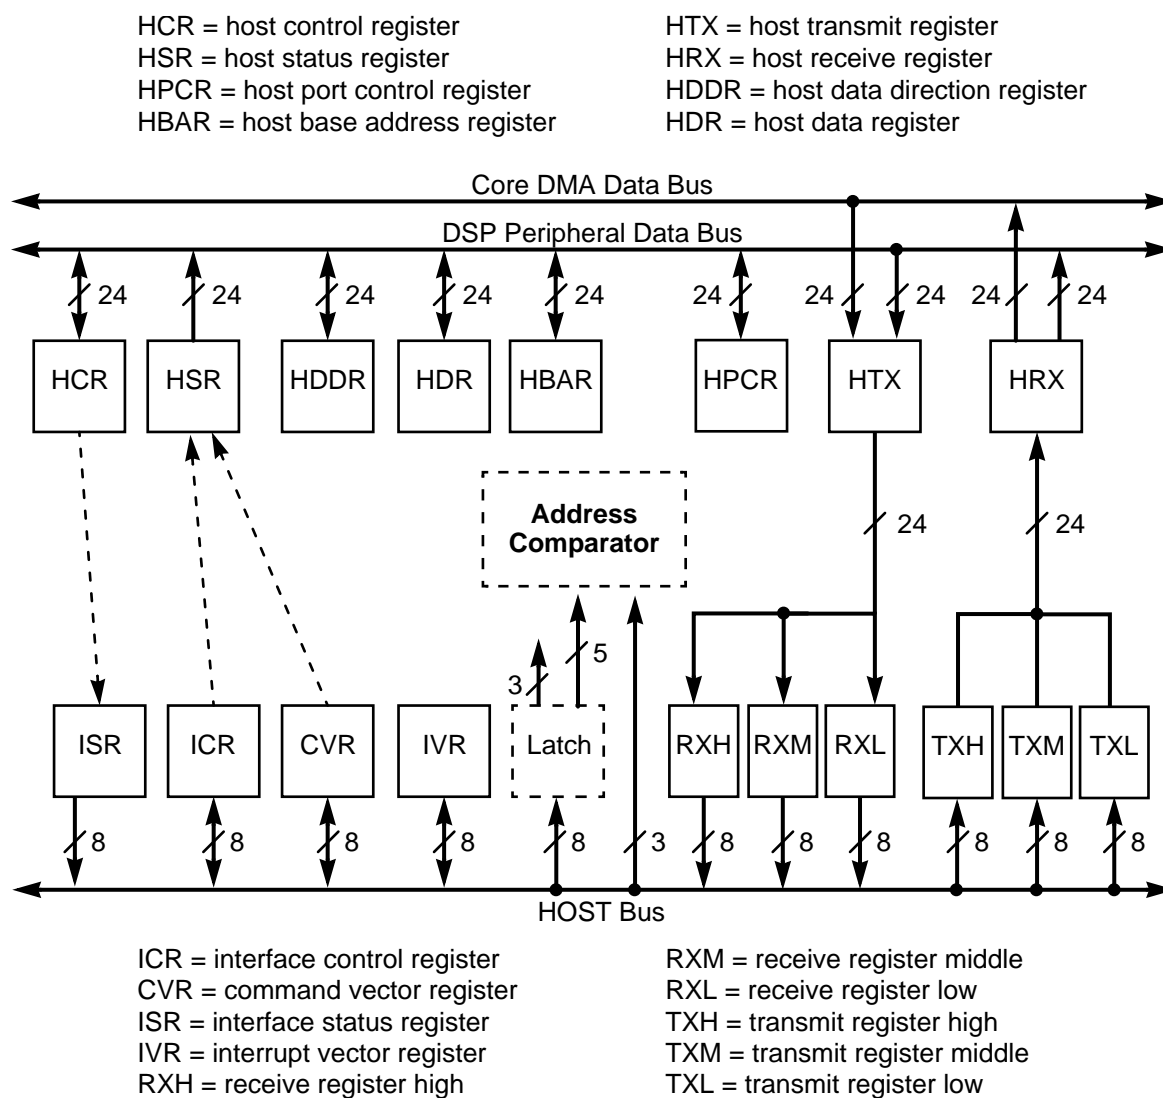 HCR = host control register
HSR = host status register
HPCR = host port control register
HBAR = host base address register
HTX = host transmit register
HRX = host receive register
HDDR = host data direction register
HDR = host data register
Core DMA Data Bus
DSP Peripheral Data Bus
24 24 24 24 24 24 24 24 24 24
HCR HSR HDDR HDR HBAR HPCR HTX HRX
Address
Comparator
24 24
5
3
ISR ICR CVR IVR Latch RXH RXM RXL TXH TXM TXL
8 8 8 8 8 3 8 8 8 8 8 8
HOST Bus
ICR = interface control register
CVR = command vector register
ISR = interface status register
IVR = interrupt vector register
RXH = receive register high
RXM = receive register middle
RXL = receive register low
TXH = transmit register high
TXM = transmit register middle
TXL = transmit register low